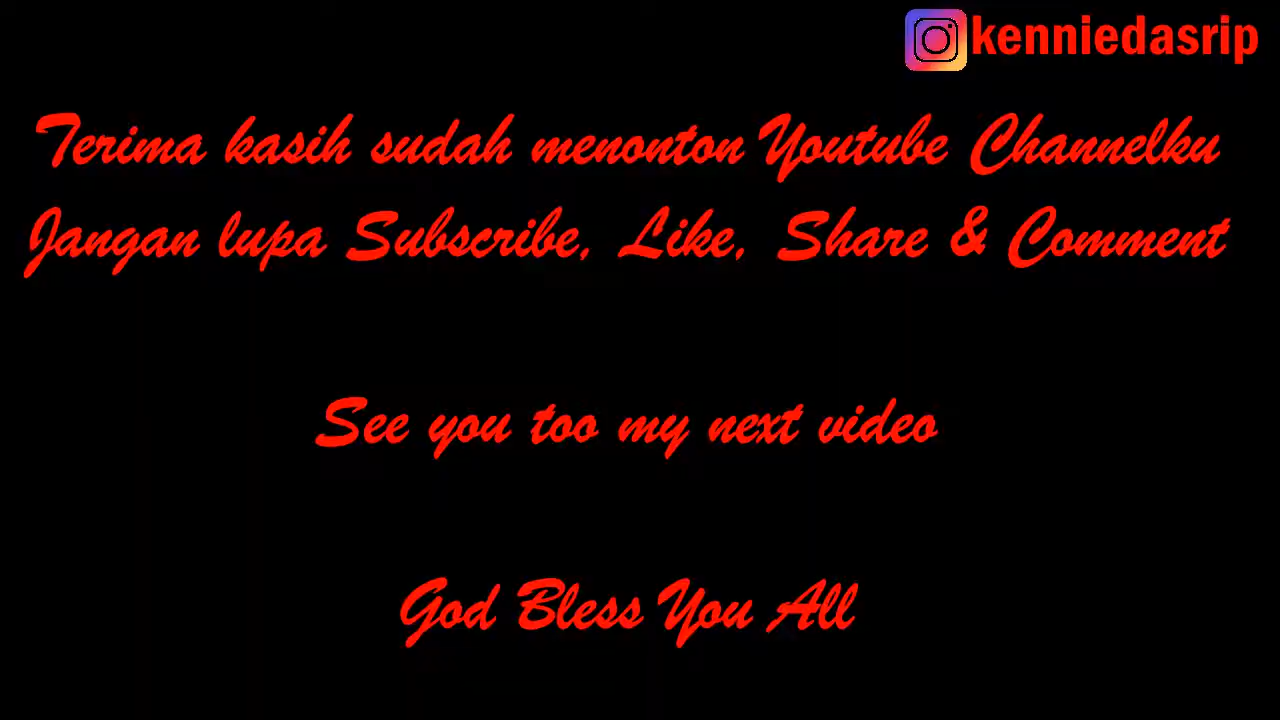 kenniedasrip
Terima kasih sudah menonton Youtube Channelku
Jangan lupa Subscribe, Like, Share & Comment
See you too my next video
God Bless You All